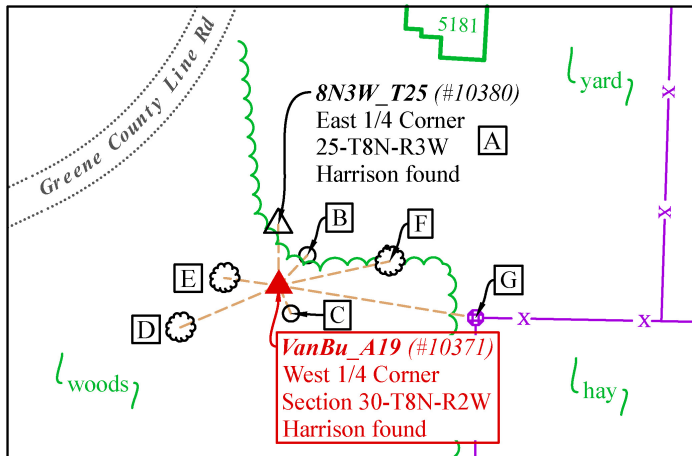 5181
yard
Greene County Line Rd
8N3W_T25 (#10380)
East 1/4 Corner
25-T8N-R3W
Harrison found
A
B
F
E
G
D
C
x
x
x
x
VanBu_A19 (#10371)
West 1/4 Corner
Section 30-T8N-R2W
Harrison found
woods
hay